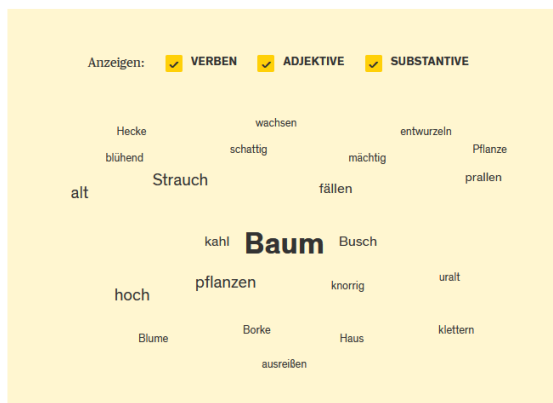 Anzeigen: VERBEN ADJEKTIVE SUBSTANTIVE
wachsen
Hecke entwurzeln
schattig Pflanze
blühend mächtig
Strauch prallen
alt fällen
kahl Baum Busch
pflanzen knorrig uralt
hoch
Borke klettern
Blume Haus
ausreißen